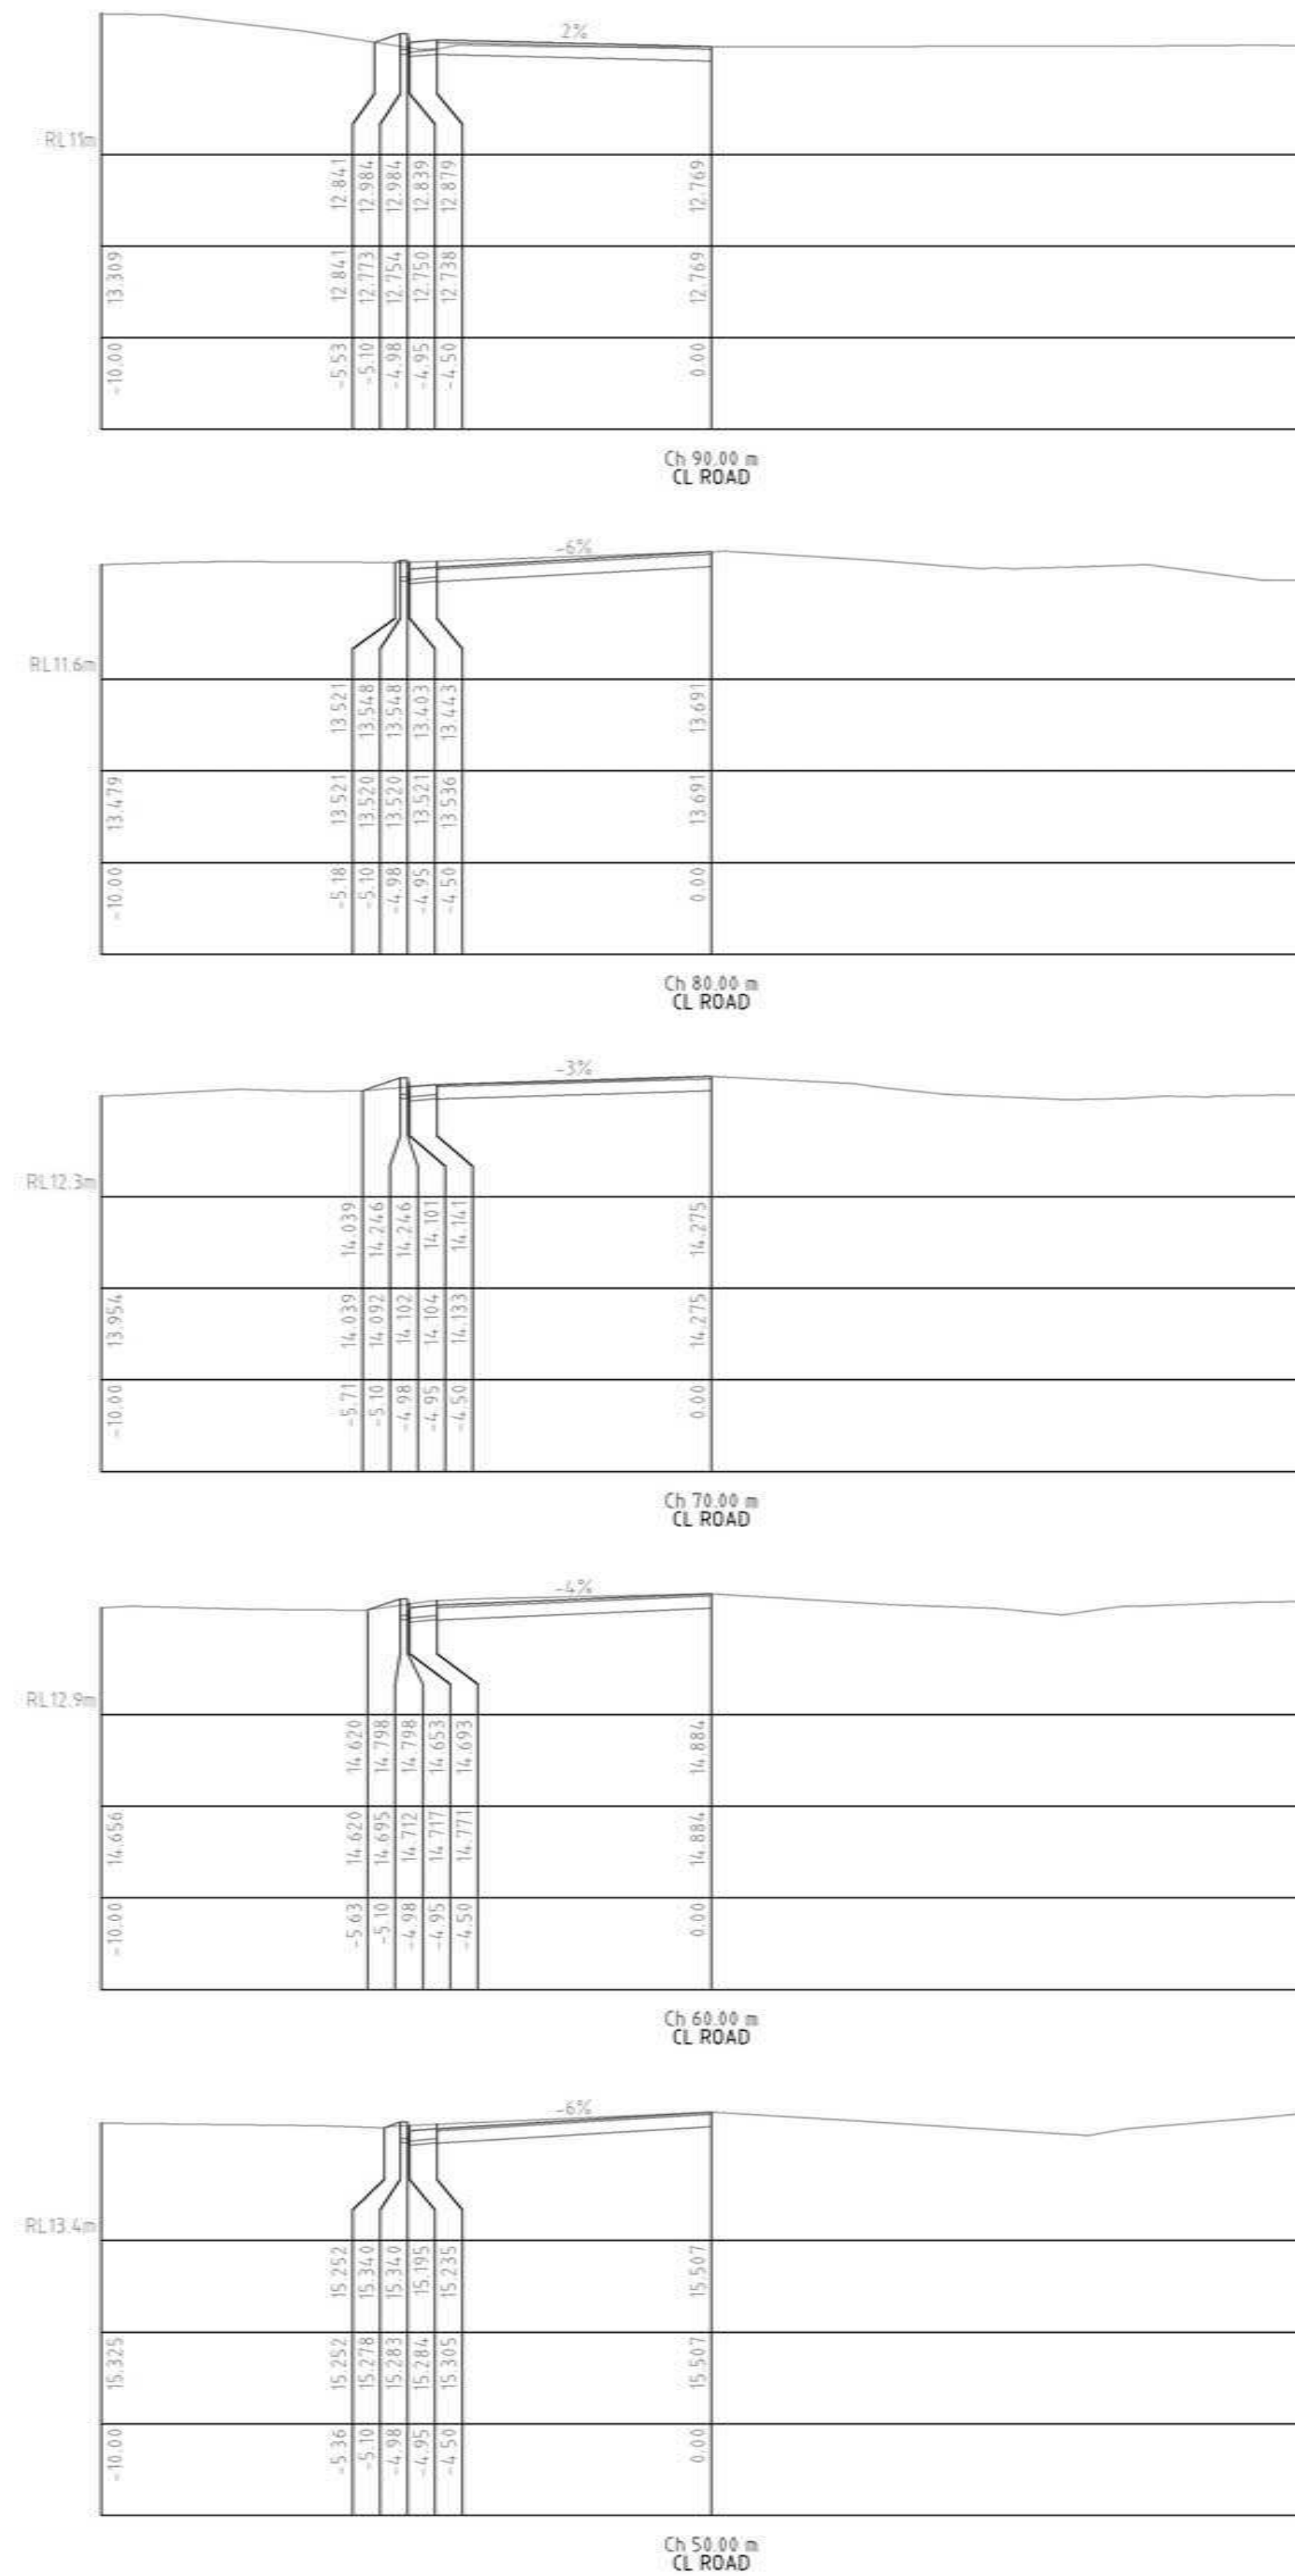 2%
RL11m
12.841 12.984 12.984 12.839 12.879 12.769
13.309 12.841 12.773 12.754 12.750 12.738 12.769
-10.00 -5.53 -5.10 -4.98 -4.95 -4.50 0.00
Ch 90.00 m
CL ROAD
-6%
RL11.6m
13.521 13.548 13.548 13.403 13.443 13.691
13.479 13.521 13.520 13.520 13.521 13.536 13.691
-10.00 -5.18 -5.10 -4.98 -4.95 -4.50 0.00
Ch 80.00 m
CL ROAD
-3%
RL12.3m
14.039 14.246 14.246 14.101 14.141 14.275
13.954 14.039 14.092 14.102 14.104 14.133 14.275
-10.00 -5.71 -5.10 -4.98 -4.95 -4.50 0.00
Ch 70.00 m
CL ROAD
-4%
RL12.9m
14.620 14.798 14.798 14.653 14.693 14.884
14.656 14.620 14.695 14.712 14.717 14.771 14.884
-10.00 -5.63 -5.10 -4.98 -4.95 -4.50 0.00
Ch 60.00 m
CL ROAD
-6%
RL13.4m
15.252 15.340 15.340 15.195 15.235 15.507
15.325 15.252 15.278 15.283 15.284 15.305 15.507
-10.00 -5.36 -5.10 -4.98 -4.95 -4.50 0.00
Ch 50.00 m
CL ROAD